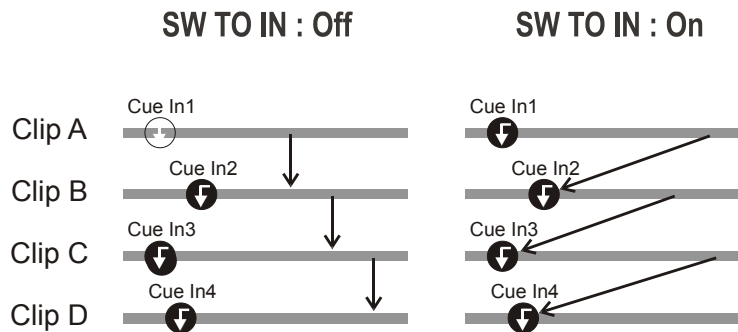 SW TO IN : Off
SW TO IN : On
Cue In1
Cue In1
Clip A
Cue In2
Cue In2
Clip B
Cue In3
Cue In3
Clip C
Cue In4
Cue In4
Clip D